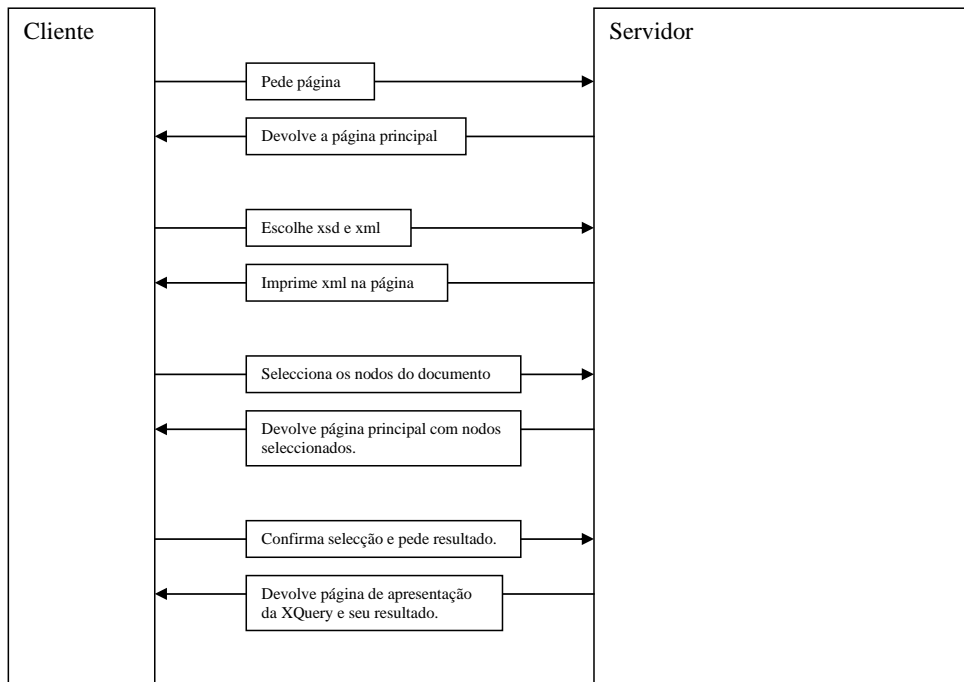 Cliente
Servidor
Pede página
Devolve a página principal
Escolhe xsd e xml
Imprime xml na página
Selecciona os nodos do documento
Devolve página principal com nodos
seleccionados.
Confirma selecção e pede resultado.
Devolve página de apresentação
da XQuery e seu resultado.